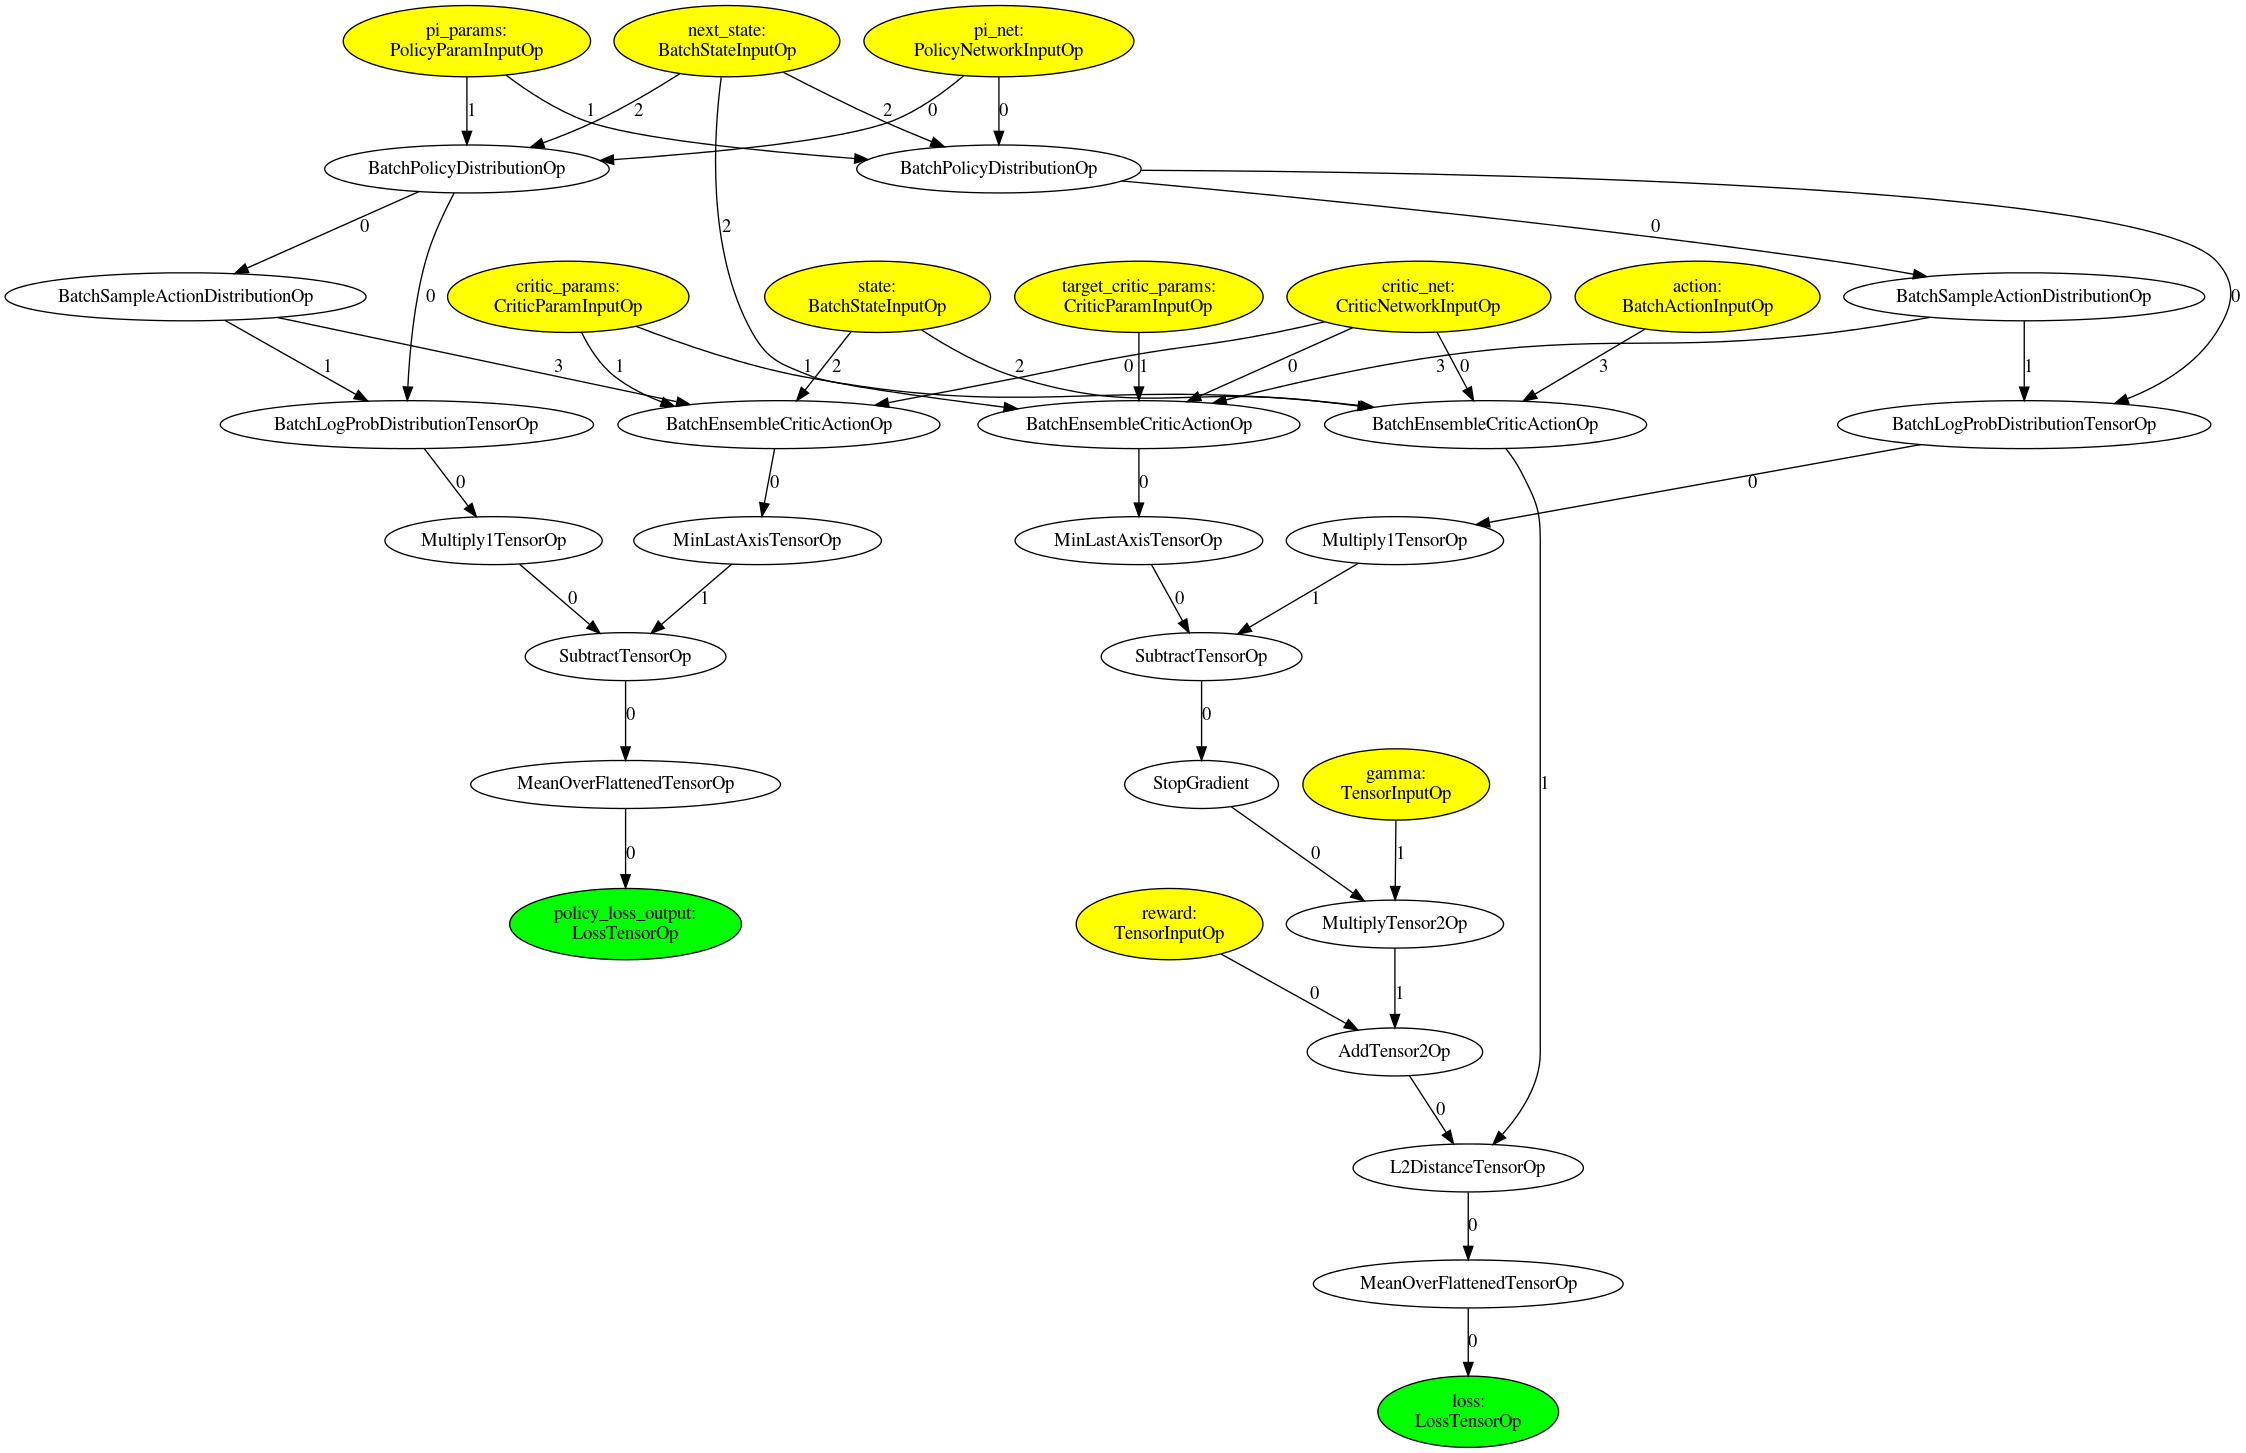 pi_params:
PolicyParamInputOp
next_state:
BatchStateInputOp
pi_net:
PolicyNetworkInputOp
1
2
1
2
0
0
BatchPolicyDistributionOp
BatchPolicyDistributionOp
0
2
0
BatchSampleActionDistributionOp
0
critic_params:
CriticParamInputOp
state:
BatchStateInputOp
target_critic_params:
CriticParamInputOp
critic_net:
CriticNetworkInputOp
action:
BatchActionInputOp
BatchSampleActionDistributionOp
0
1
3
1
1
2
2
0
1
0
3
0
3
1
BatchLogProbDistributionTensorOp
BatchEnsembleCriticActionOp
BatchEnsembleCriticActionOp
BatchEnsembleCriticActionOp
BatchLogProbDistributionTensorOp
0
0
0
0
Multiply1TensorOp
MinLastAxisTensorOp
MinLastAxisTensorOp
Multiply1TensorOp
0
1
0
1
SubtractTensorOp
SubtractTensorOp
0
0
MeanOverFlattenedTensorOp
StopGradient
gamma:
TensorInputOp
1
0
0
1
policy_loss_output:
LossTensorOp
reward:
TensorInputOp
MultiplyTensor2Op
0
1
AddTensor2Op
0
L2DistanceTensorOp
0
MeanOverFlattenedTensorOp
0
loss:
LossTensorOp